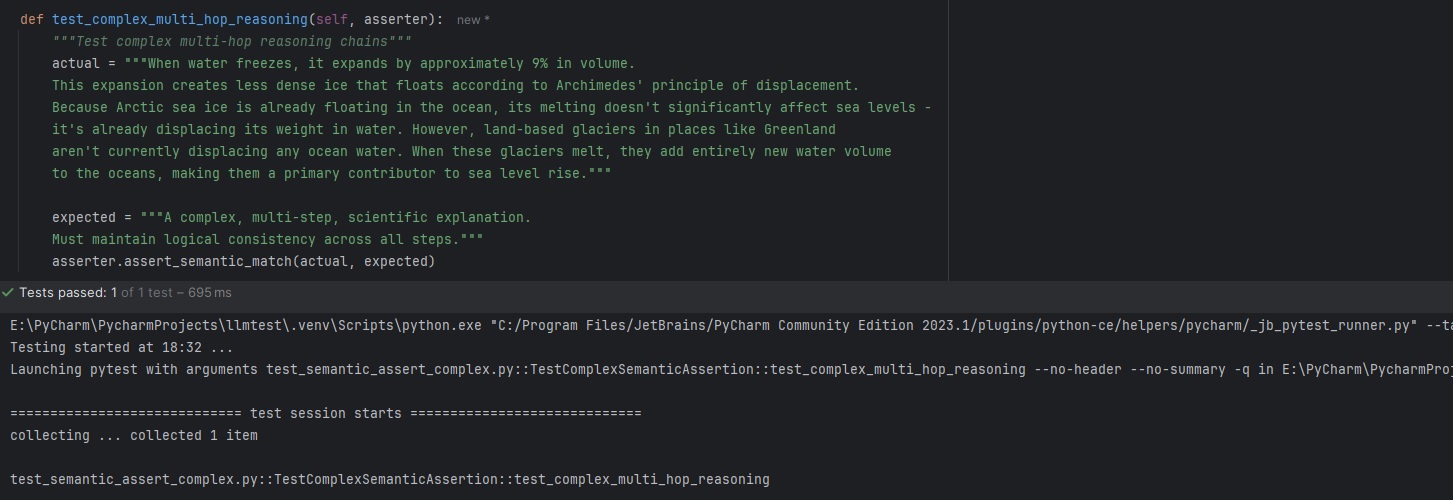 def test_complex_multi_hop_reasoning(self, asserter): new *
"""Test complex multi-hop reasoning chains"""
actual = """When water freezes, it expands by approximately 9% in volume.
This expansion creates less dense ice that floats according to Archimedes' principle of displacement.
Because Arctic sea ice is already floating in the ocean, its melting doesn't significantly affect sea levels -
it's already displacing its weight in water. However, land-based glaciers in places like Greenland
aren't currently displacing any ocean water. When these glaciers melt, they add entirely new water volume
to the oceans, making them a primary contributor to sea level rise."""
expected = """A complex, multi-step, scientific explanation.
Must maintain logical consistency across all steps."""
asserter.assert_semantic_match(actual, expected)
Tests passed: 1 of 1 test – 695 ms
E:\PyCharm\PycharmProjects\llmtest\.venv\Scripts\python.exe "C:/Program Files/JetBrains/PyCharm Community Edition 2023.1/plugins/python-ce/helpers/pycharm/_jb_pytest_runner.py" --ta
Testing started at 18:32 ...
Launching pytest with arguments test_semantic_assert_complex.py::TestComplexSemanticAssertion::test_complex_multi_hop_reasoning --no-header --no-summary -q in E:\PyCharm\PycharmProj
============================= test session starts =============================
collecting ... collected 1 item
test_semantic_assert_complex.py::TestComplexSemanticAssertion::test_complex_multi_hop_reasoning